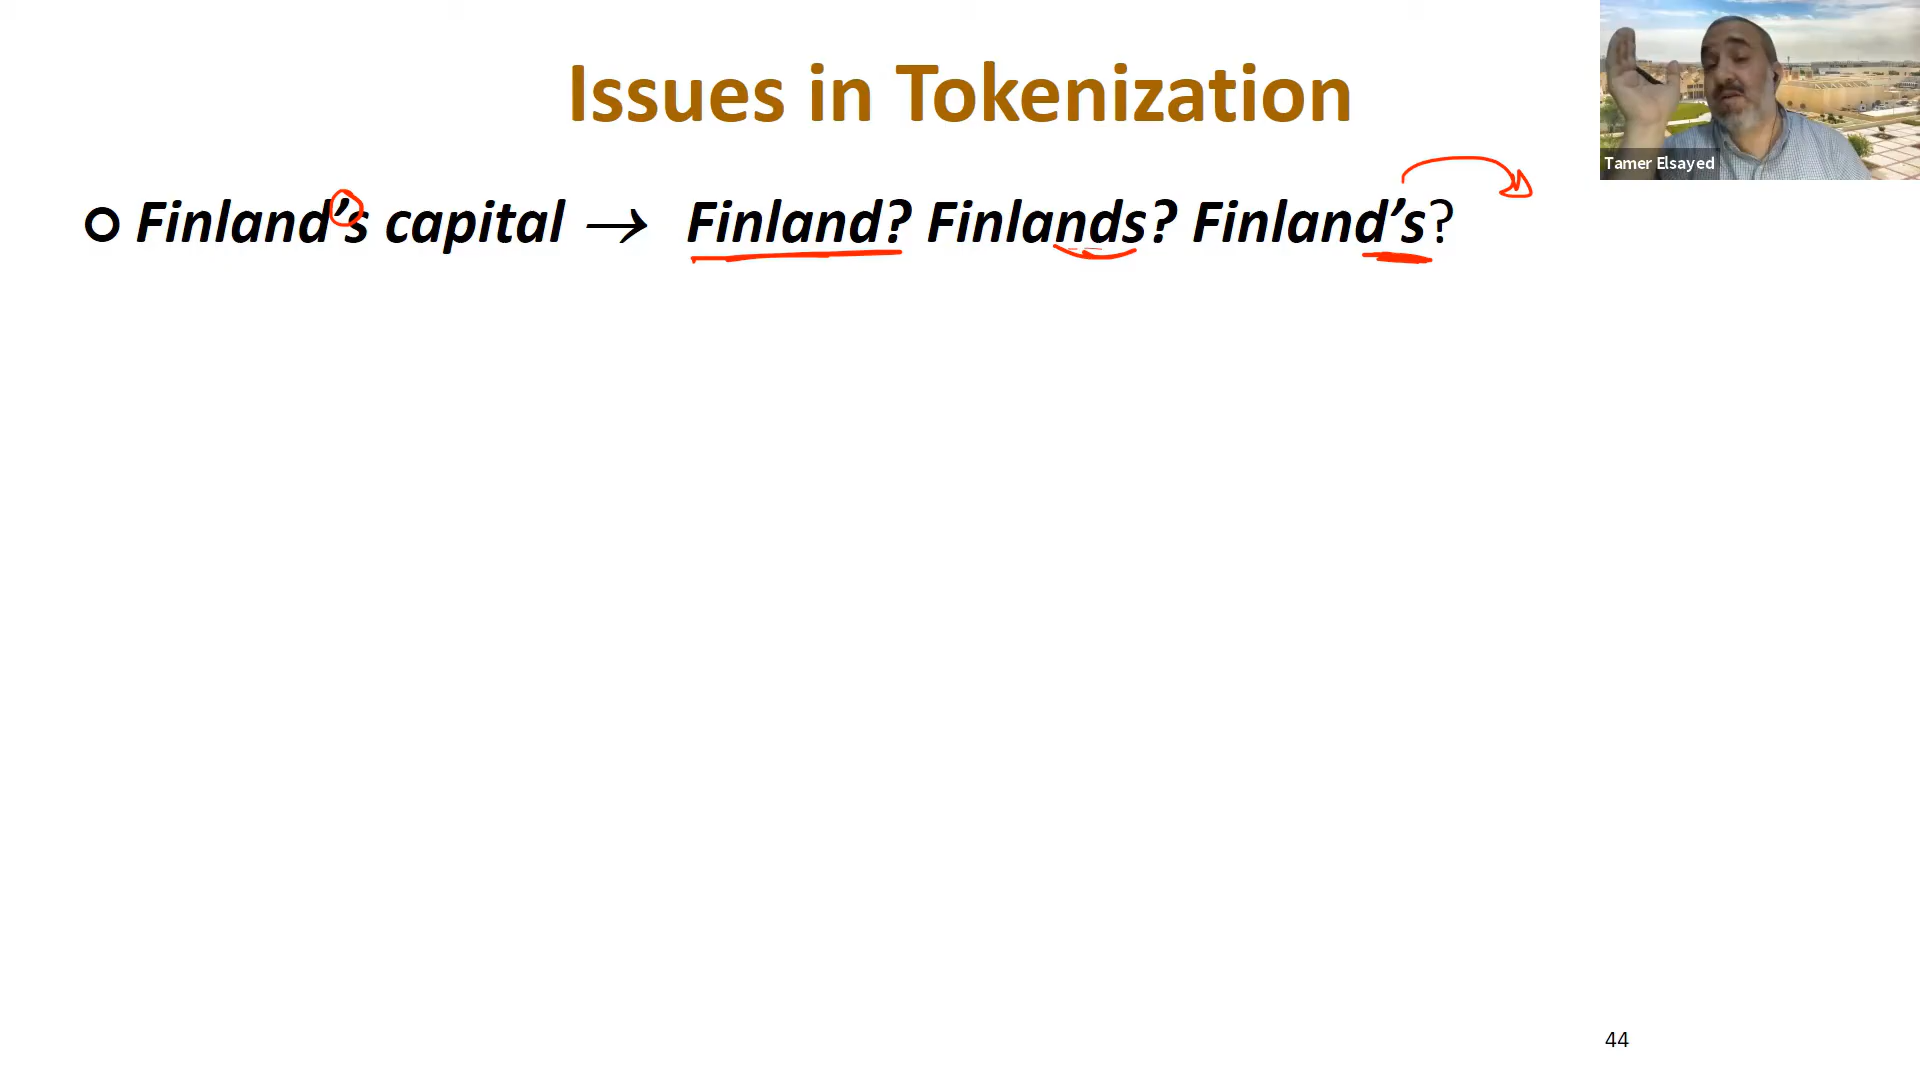 Issues in Tokenization
Tamer Elsayed
Finland’s capital → Finland? Finlands? Finland’s?
44